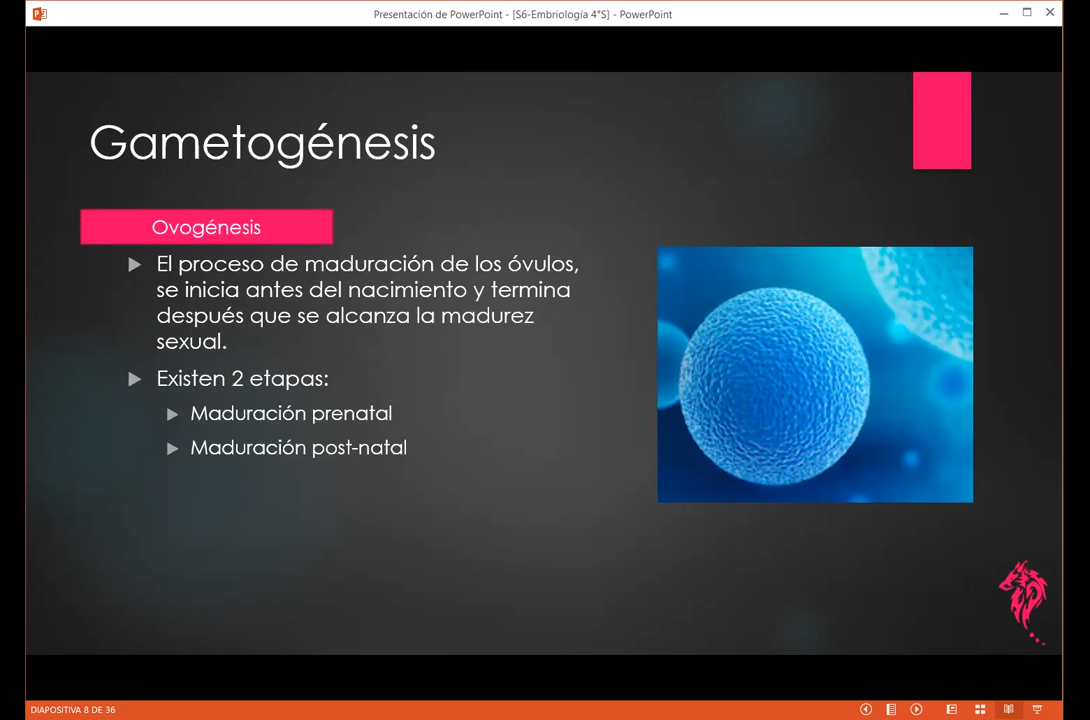 Presentación de PowerPoint - [S6-Embriología 4°S] - PowerPoint
Gametogénesis
Ovogénesis
El proceso de maduración de los óvulos,
se inicia antes del nacimiento y termina
después que se alcanza la madurez
sexual.
Existen 2 etapas:
Maduración prenatal
Maduración post-natal
DIAPOSITIVA 8 DE 36